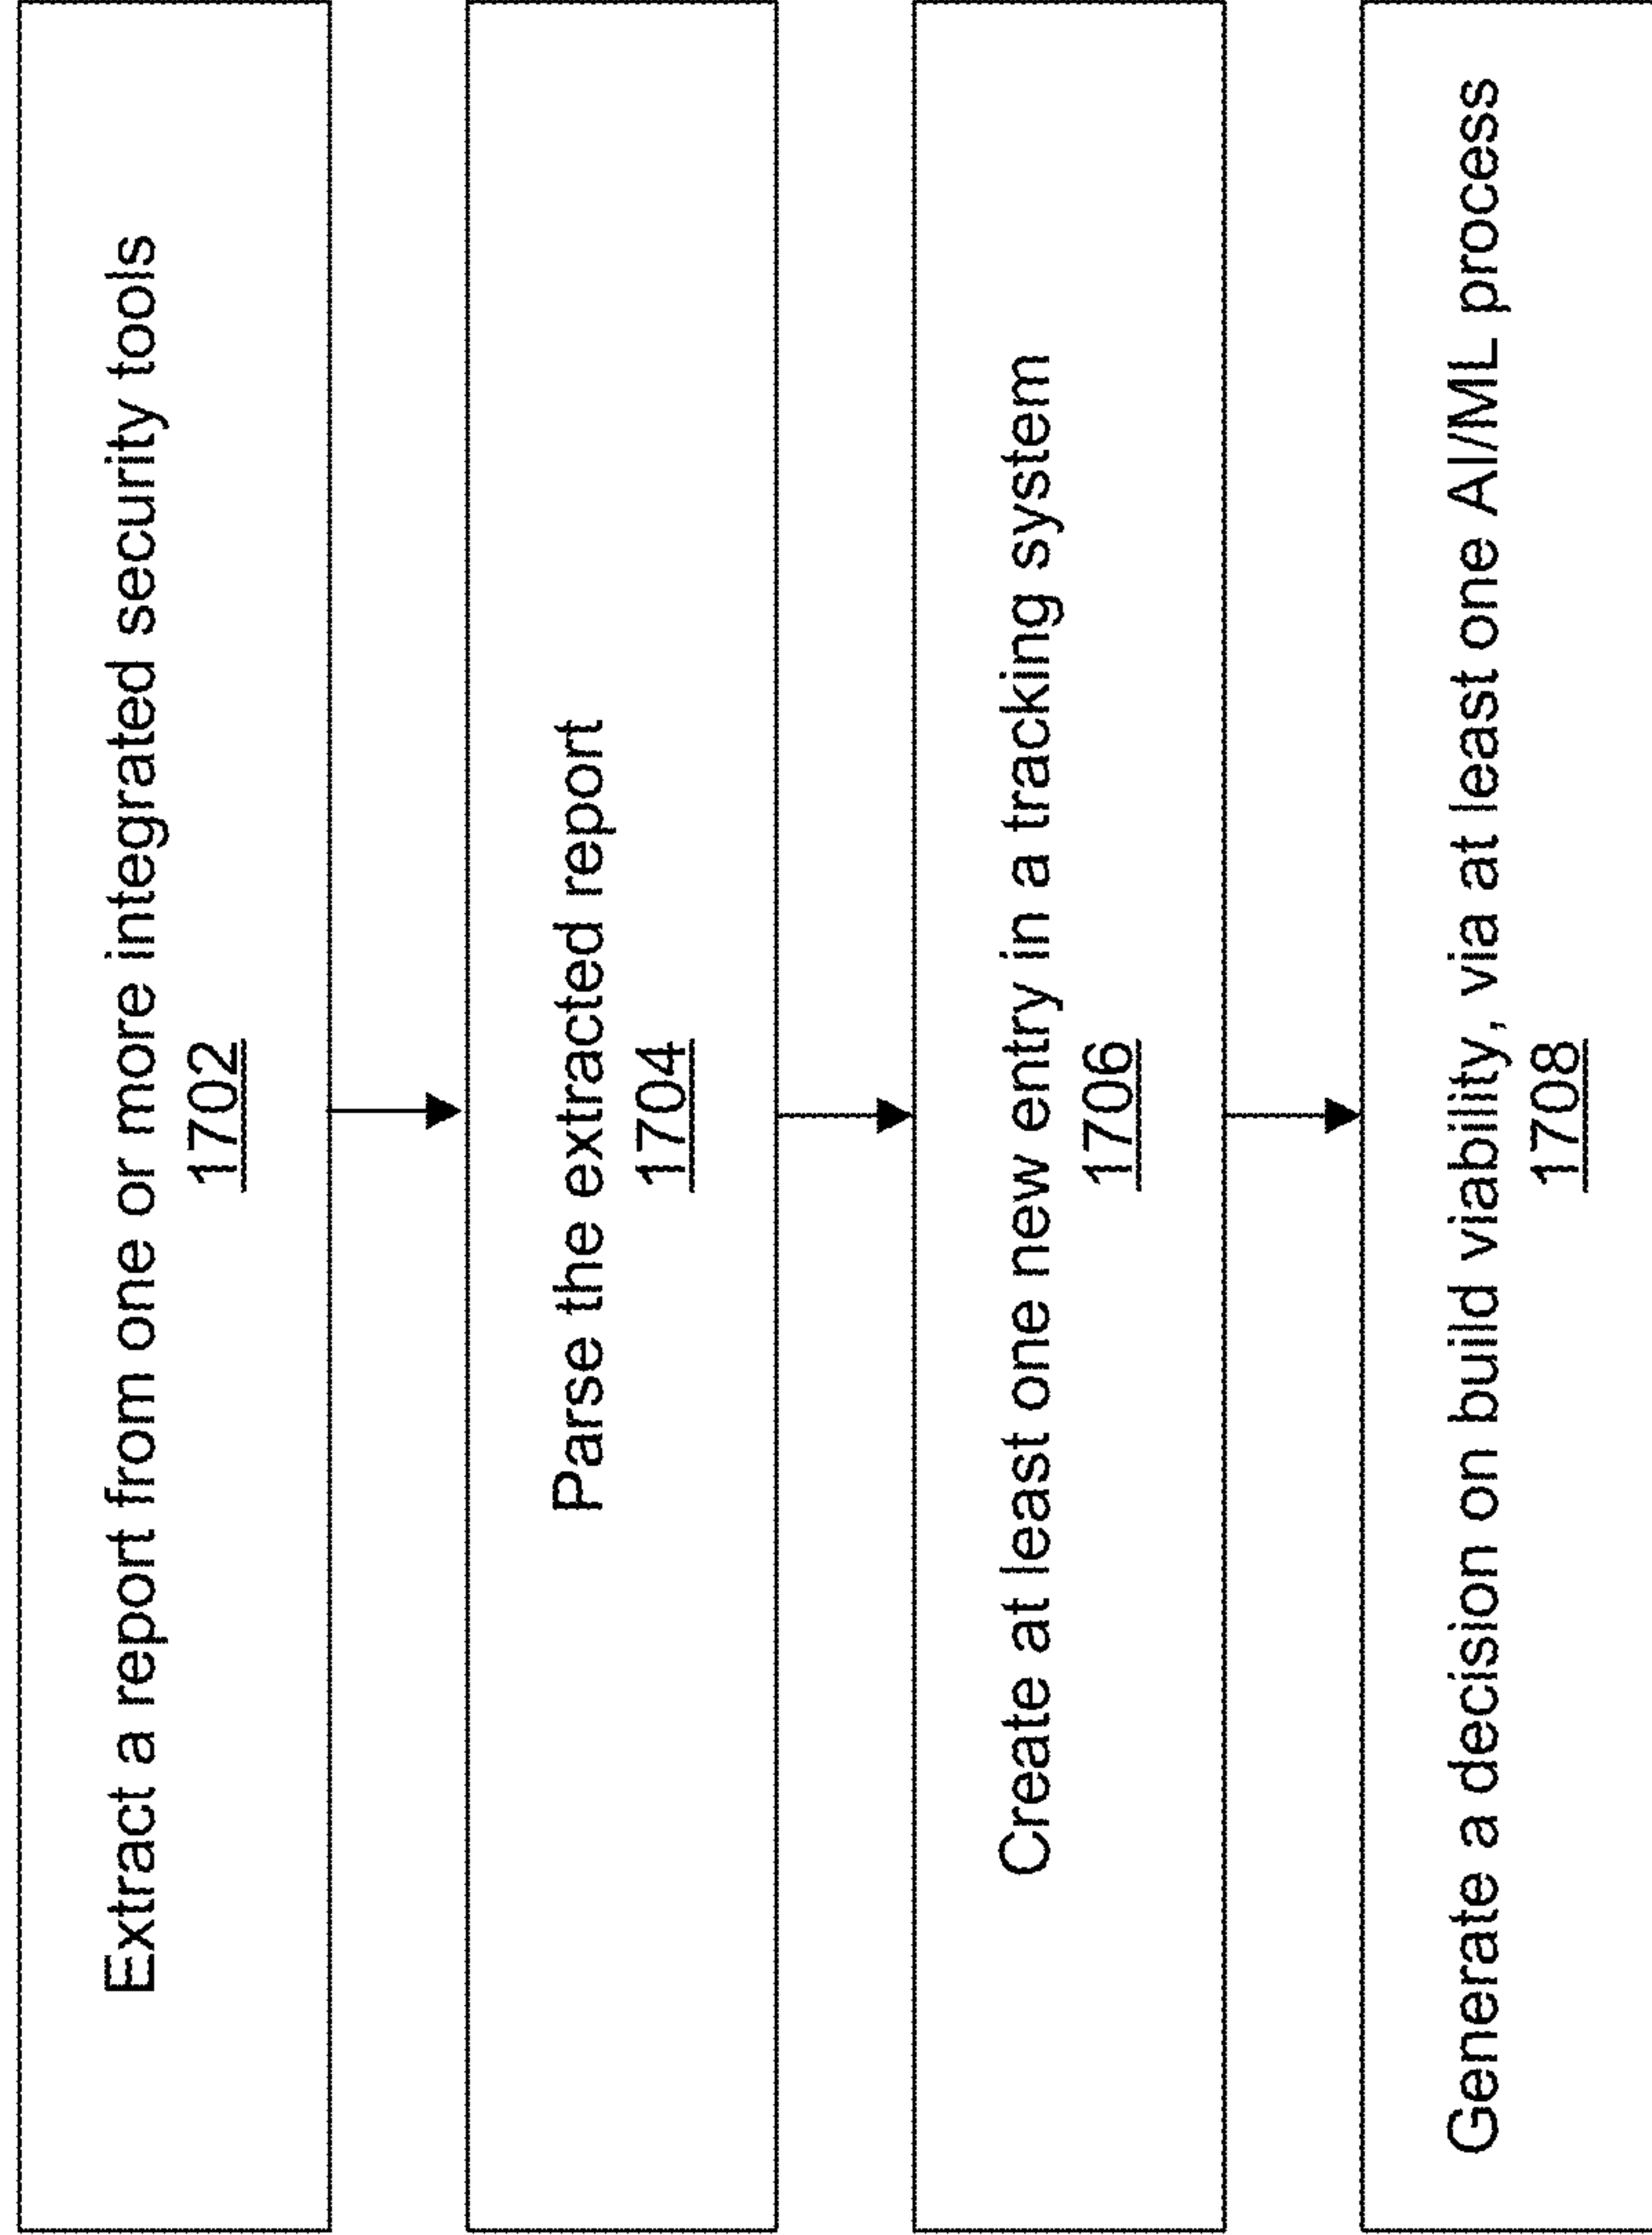 Extract a report from one or more integrated security tools
1702
Parse the extracted report
1704
Create at least one new entry in a tracking system
1706
Generate a decision on build viability, via at least one AI/ML process
1708